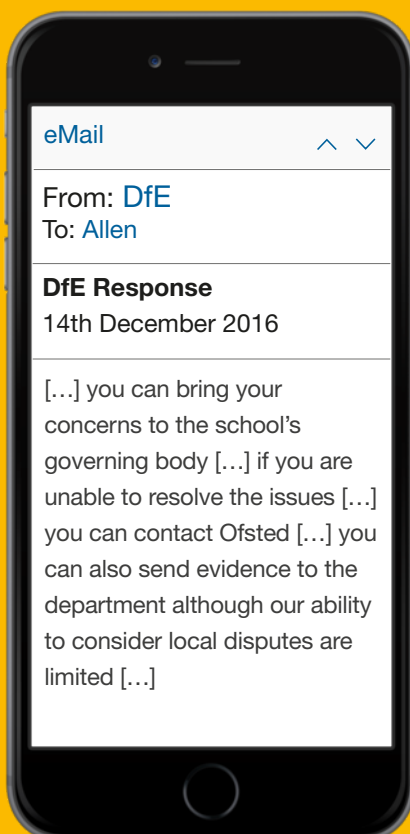 eMail
From: DfE
To: Allen
DfE Response
14th December 2016
[…] you can bring your
concerns to the school’s
governing body […] if you are
unable to resolve the issues […]
you can contact Ofsted […] you
can also send evidence to the
department although our ability
to consider local disputes are
limited […]